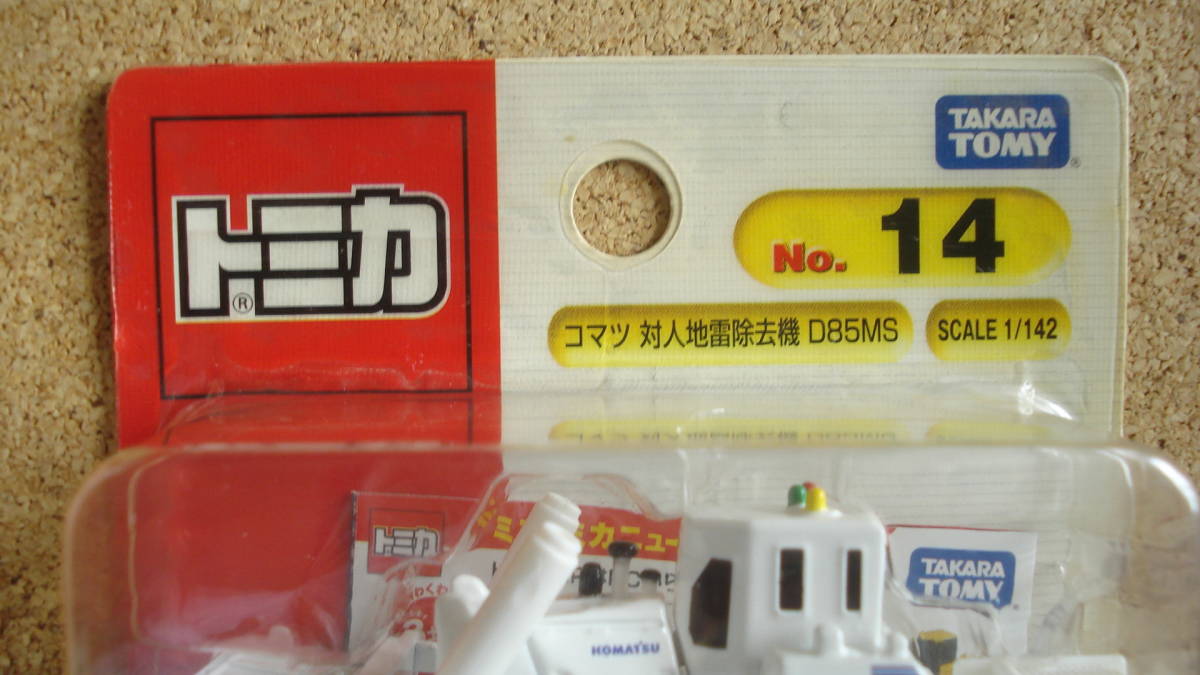 トミカ
®
TAKARA
TOMY®
No. 14
コマツ 対人地雷除去機 D85MS
SCALE 1/142
トミカ
TAKARA
TOMY
KOMATSU